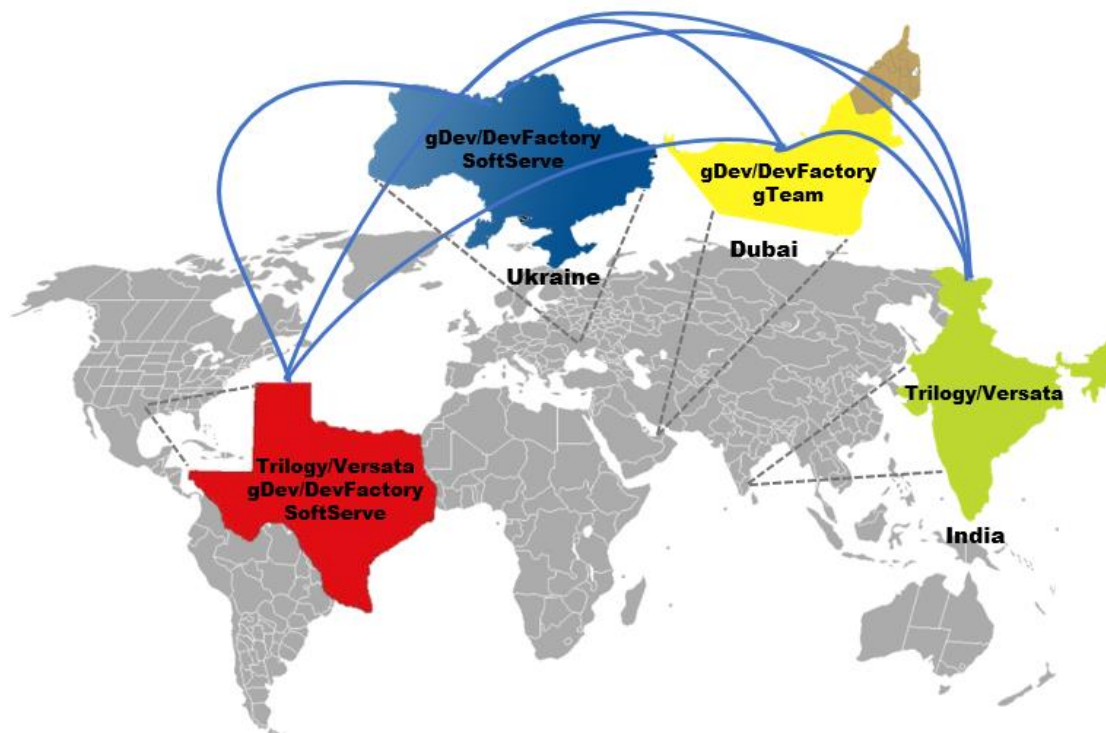 gDev/DevFactory
SoftServe
Ukraine
gDev/DevFactory
gTeam
Dubai
Trilogy/Versata
India
Trilogy/Versata
gDev/DevFactory
SoftServe